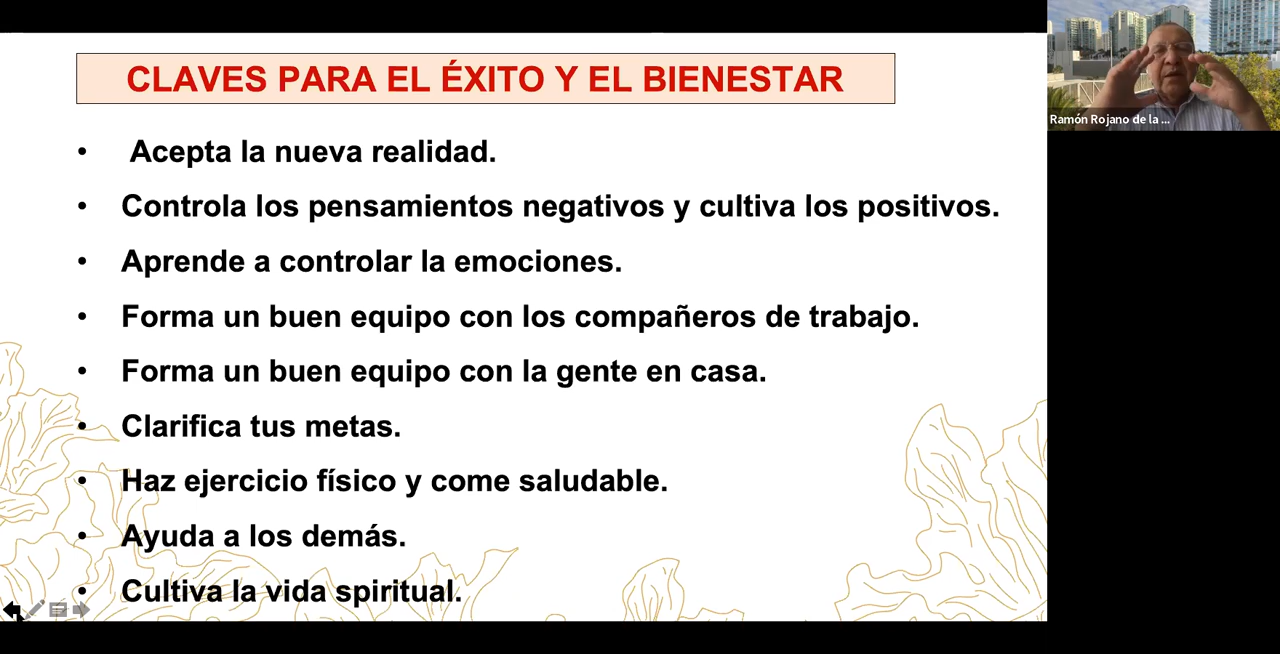 CLAVES PARA EL ÉXITO Y EL BIENESTAR
• Acepta la nueva realidad.
• Controla los pensamientos negativos y cultiva los positivos.
• Aprende a controlar la emociones.
• Forma un buen equipo con los compañeros de trabajo.
• Forma un buen equipo con la gente en casa.
• Clarifica tus metas.
• Haz ejercicio físico y come saludable.
• Ayuda a los demás.
• Cultiva la vida spiritual.
Ramón Rojano de la ...